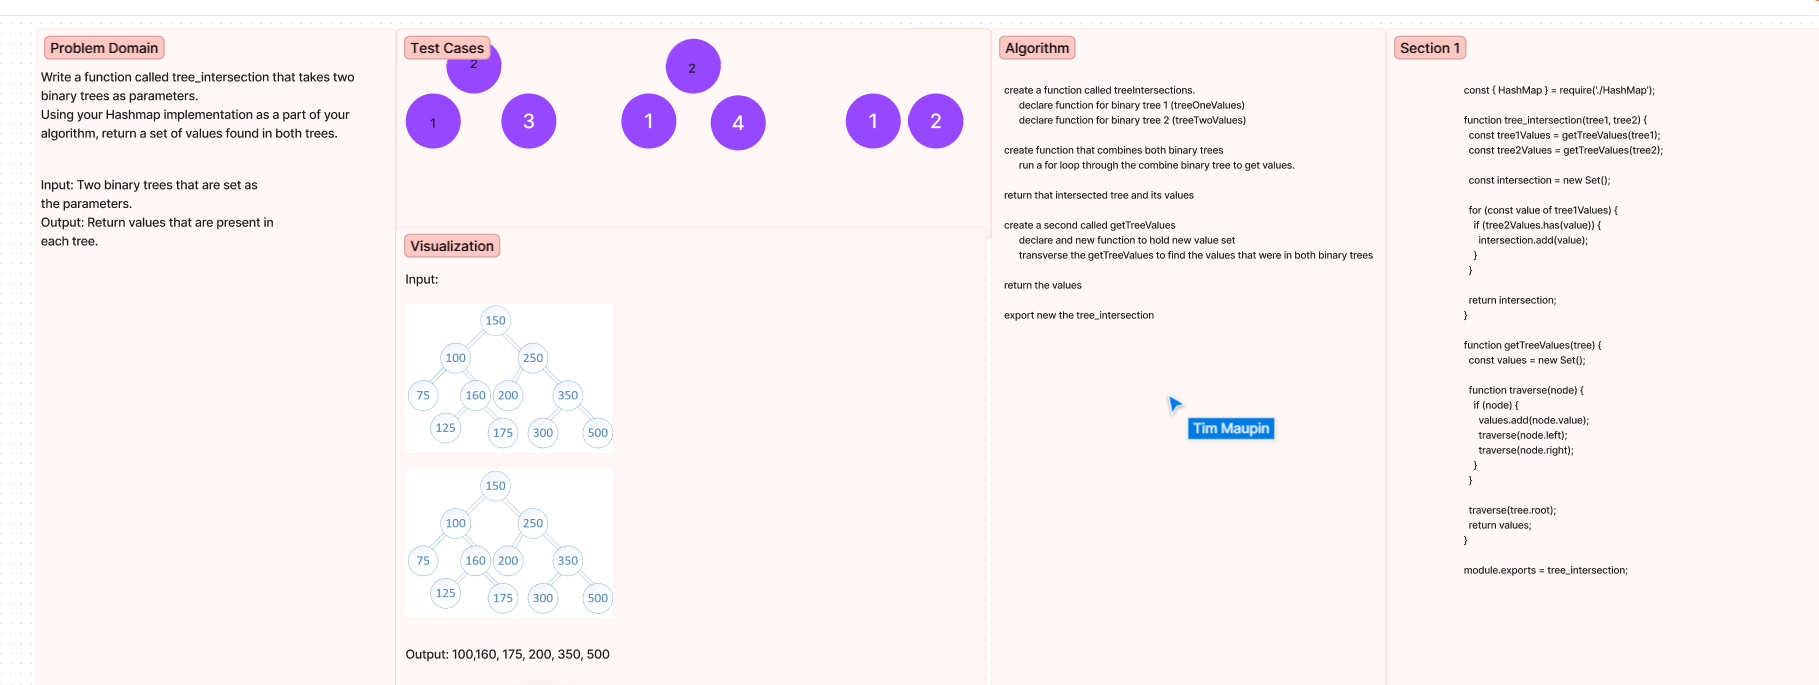 Problem Domain
Write a function called tree_intersection that takes two
binary trees as parameters.
Using your Hashmap implementation as a part of your
algorithm, return a set of values found in both trees.
Input: Two binary trees that are set as
the parameters.
Output: Return values that are present in
each tree.
Test Cases
2
1
3
2
1
4
1
2
Visualization
Input:
150
100
250
75
160
200
350
125
175
300
500
150
100
250
75
160
200
350
125
175
300
500
Output: 100,160, 175, 200, 350, 500
Algorithm
create a function called treeIntersections.
declare function for binary tree 1 (treeOneValues)
declare function for binary tree 2 (treeTwoValues)
create function that combines both binary trees
run a for loop through the combine binary tree to get values.
return that intersected tree and its values
create a second called getTreeValues
declare and new function to hold new value set
transverse the getTreeValues to find the values that were in both binary trees
return the values
export new the tree_intersection
Tim Maupin
Section 1
const { HashMap } = require('./HashMap');
function tree_intersection(tree1, tree2) {
const tree1Values = getTreeValues(tree1);
const tree2Values = getTreeValues(tree2);
const intersection = new Set();
for (const value of tree1Values) {
if (tree2Values.has(value)) {
intersection.add(value);
}
}
return intersection;
}
function getTreeValues(tree) {
const values = new Set();
function traverse(node) {
if (node) {
values.add(node.value);
traverse(node.left);
traverse(node.right);
}
}
traverse(tree.root);
return values;
}
module.exports = tree_intersection;